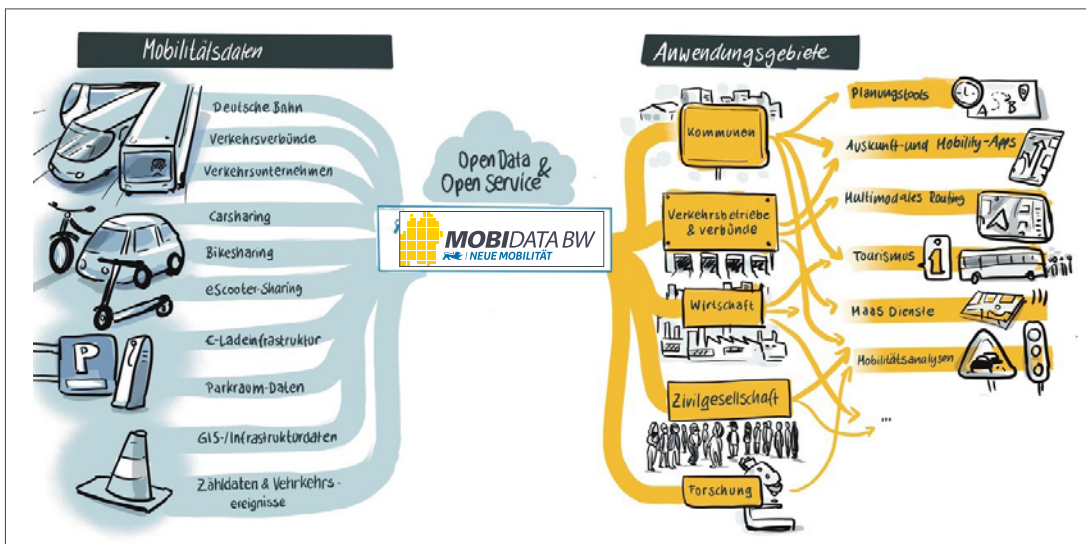 Mobilitätsdaten
Deutsche Bahn
Verkehrsverbünde
Verkehrsunternehmen
Carsharing
Bikesharing
eScooter-Sharing
E-Ladeinfrastruktur
P
Parkraum-Daten
GIS-/Infrastrukturdaten
Zähldaten & Vehrkehrs-
ereignisse
Open Data &
Open Service
MOBIDATA BW
NEUE MOBILITÄT
Anwendungsgebiete
Kommunen
Verkehrsbetriebe
& verbünde
Wirtschaft
Zivilgesellschaft
Forschung
Planungstools
A B
Auskunft-und Mobility-Apps
Multimodales Routing
Tourismus
i
MaaS Dienste
Mobilitätsanalysen
...